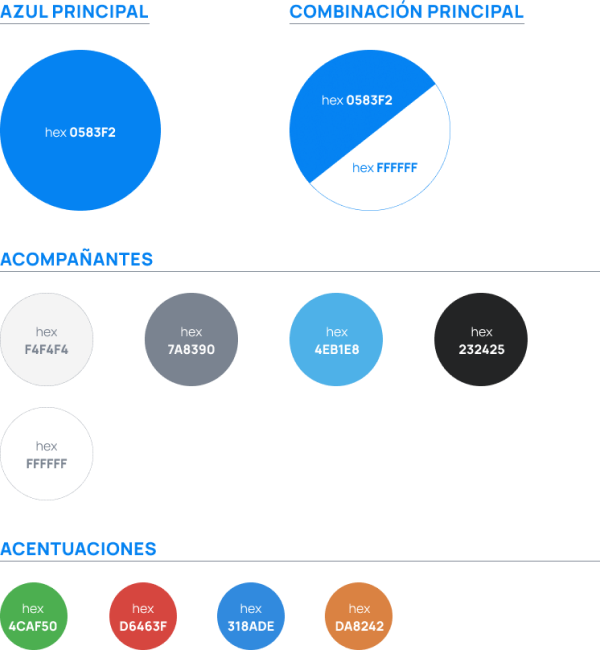 AZUL PRINCIPAL
COMBINACIÓN PRINCIPAL
hex 0583F2
hex 0583F2
hex FFFFFF
ACOMPAÑANTES
hex
F4F4F4
hex
7A8390
hex
4EB1E8
hex
232425
hex
FFFFFF
ACENTUACIONES
hex
4CAF50
hex
D6463F
hex
318ADE
hex
DA8242